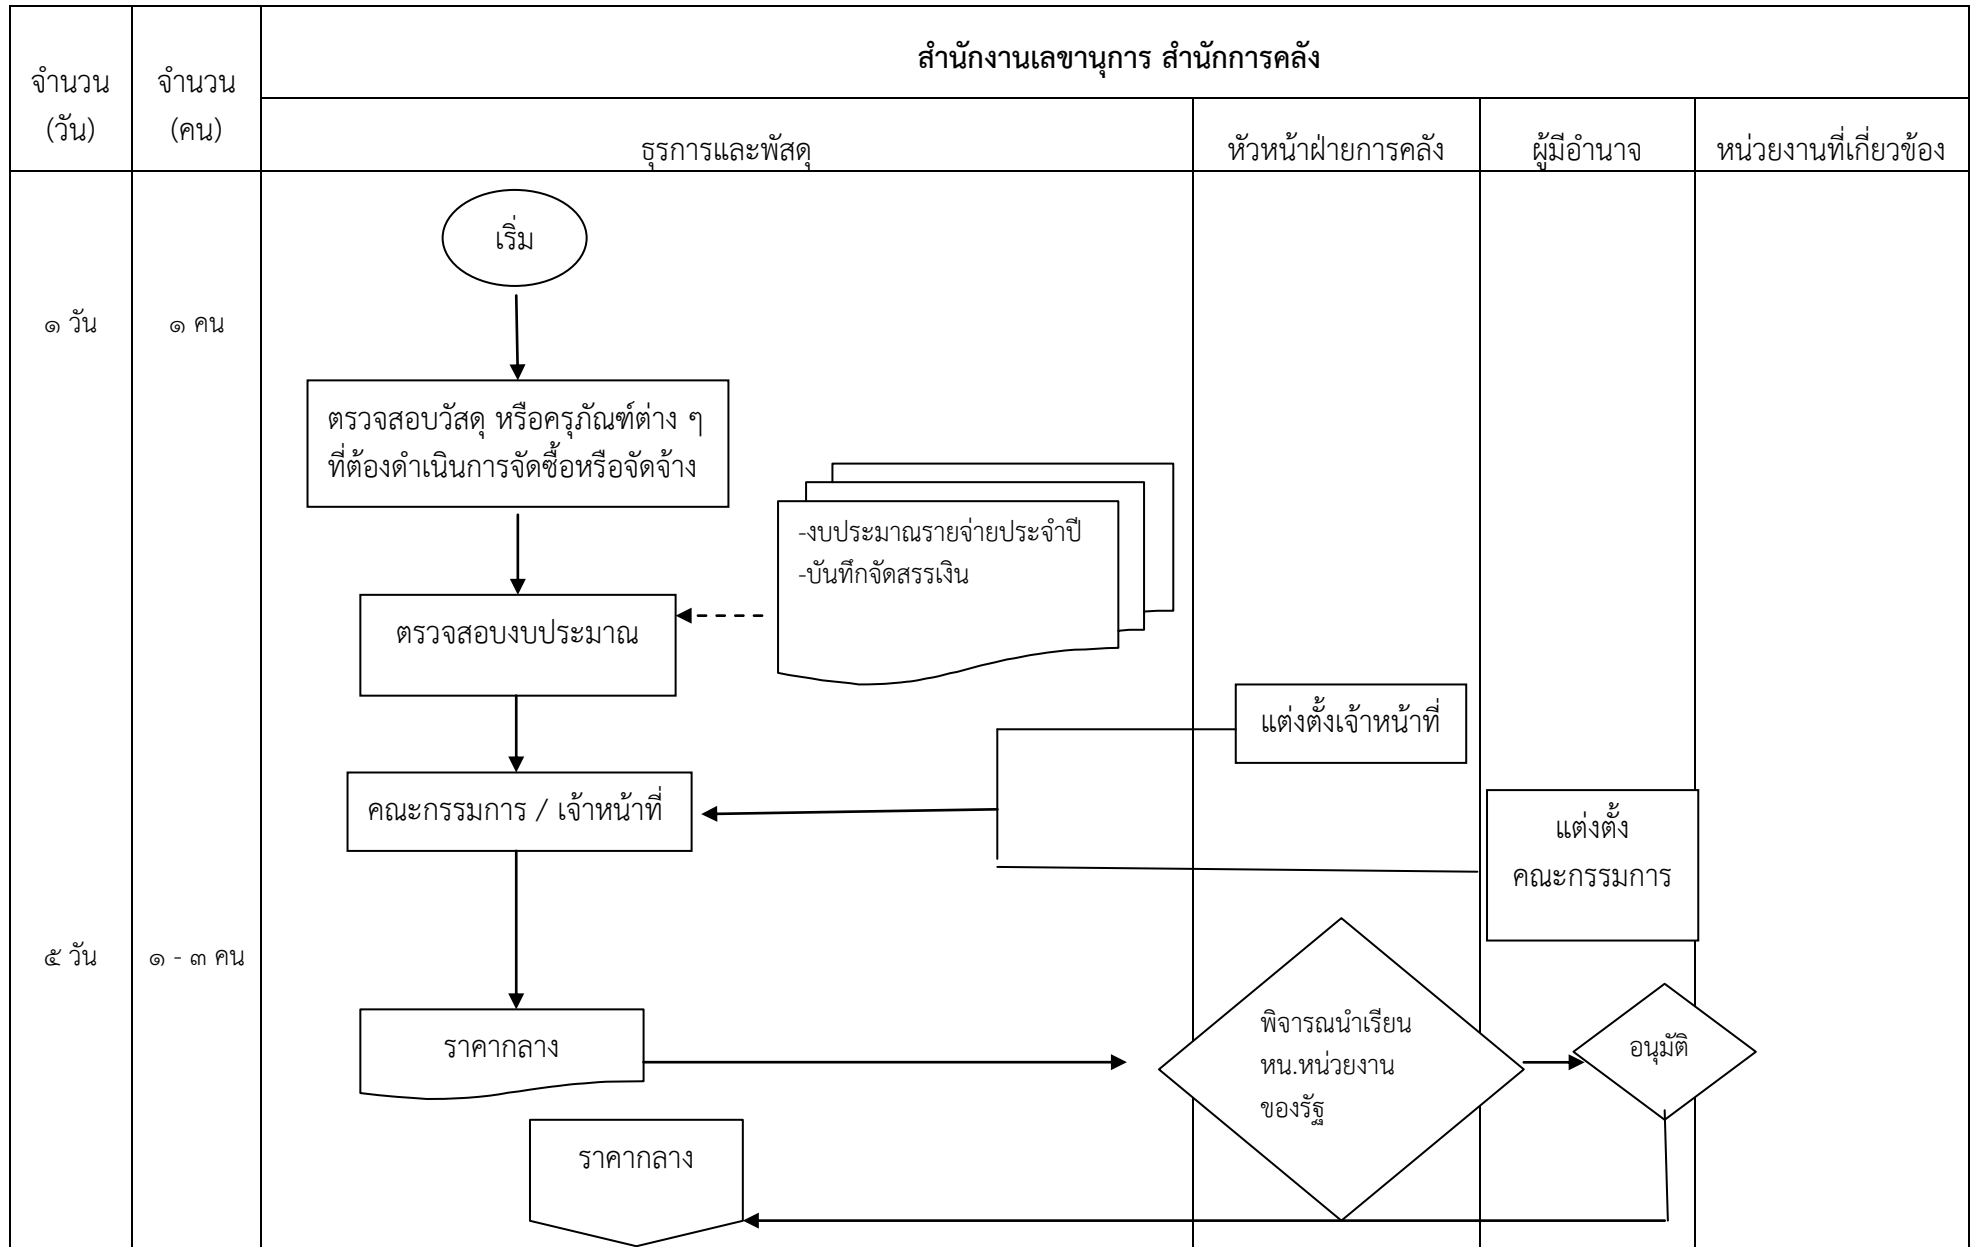 จำนวน
(วัน)
จำนวน
(คน)
สำนักงานเลขานุการ สำนักการคลัง
ธุรการและพัสดุ
หัวหน้าฝ่ายการคลัง
ผู้มีอำนาจ
หน่วยงานที่เกี่ยวข้อง
เริ่ม
๑ วัน
๑ คน
ตรวจสอบวัสดุ หรือครุภัณฑ์ต่าง ๆ
ที่ต้องดำเนินการจัดซื้อหรือจัดจ้าง
-งบประมาณรายจ่ายประจำปี
-บันทึกจัดสรรเงิน
ตรวจสอบงบประมาณ
แต่งตั้งเจ้าหน้าที่
คณะกรรมการ / เจ้าหน้าที่
แต่งตั้ง
คณะกรรมการ
๕ วัน
๑ - ๓ คน
ราคากลาง
พิจารณนำเรียน
หน.หน่วยงาน
ของรัฐ
อนุมัติ
ราคากลาง